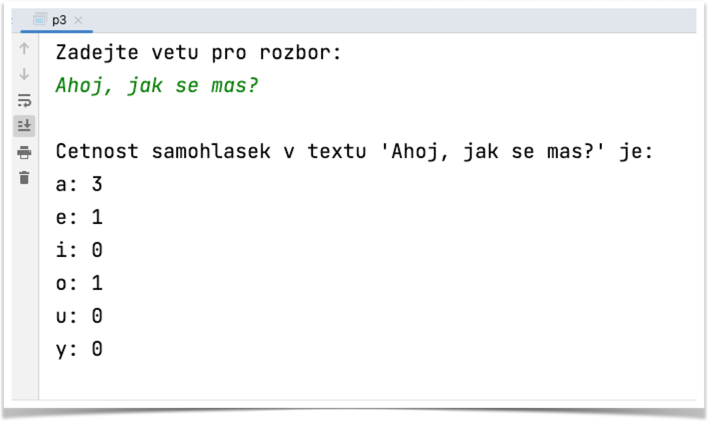 p3
Zadejte vetu pro rozbor:
Ahoj, jak se mas?
Cetnost samohlasek v textu 'Ahoj, jak se mas?' je:
a: 3
e: 1
i: 0
o: 1
u: 0
y: 0